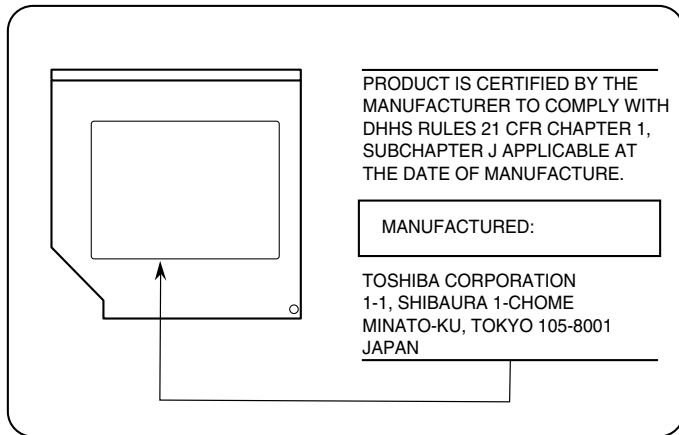 PRODUCT IS CERTIFIED BY THE
MANUFACTURER TO COMPLY WITH
DHHS RULES 21 CFR CHAPTER 1,
SUBCHAPTER J APPLICABLE AT
THE DATE OF MANUFACTURE.
MANUFACTURED:
TOSHIBA CORPORATION
1-1, SHIBAURA 1-CHOME
MINATO-KU, TOKYO 105-8001
JAPAN